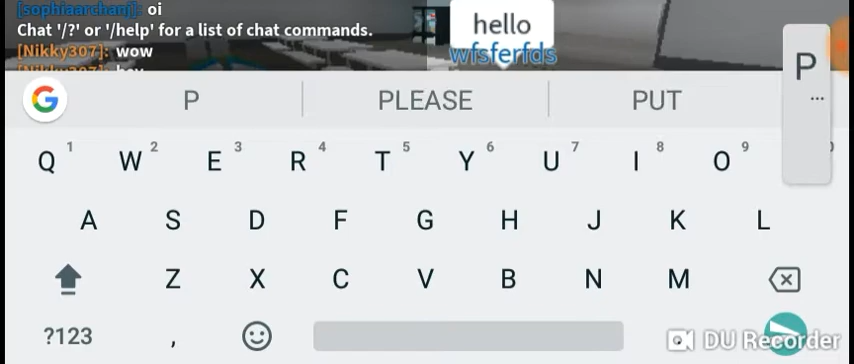 [sophiaarchanj]: oi
Chat '/?' or '/help' for a list of chat commands.
[Nikky307]: wow
hello
wfsferfds
P
...
P PLEASE PUT
Q 1 W 2 E 3 R 4 T 5 Y 6 U 7 I 8 O 9
A S D F G H J K L
Z X C V B N M
?123 ,
DU Recorder